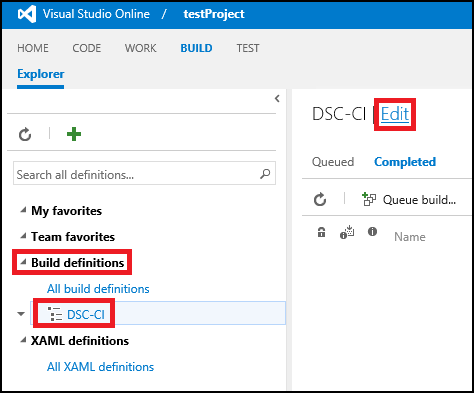 Visual Studio Online / testProject
HOME CODE WORK BUILD TEST
Explorer
Search all definitions...
My favorites
Team favorites
Build definitions
All build definitions
DSC-CI
XAML definitions
All XAML definitions
DSC-CI | Edit
Queued Completed
Queue build...
Name